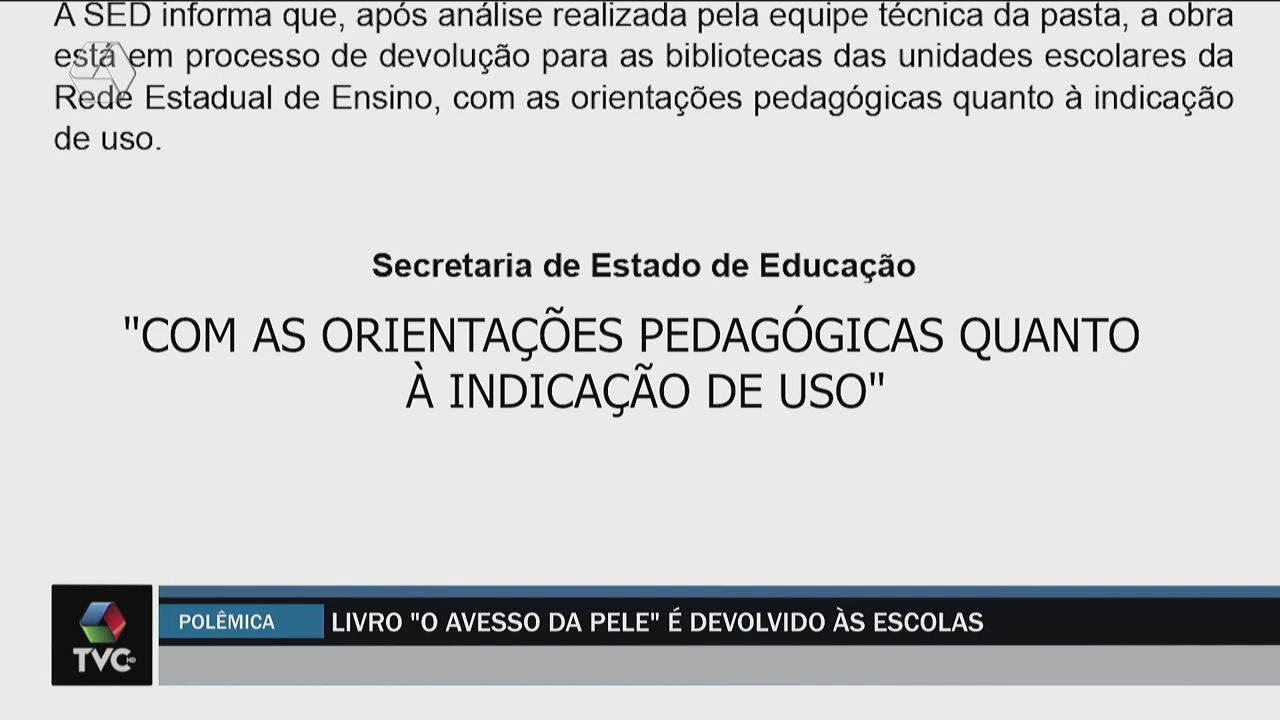 A SED informa que, após análise realizada pela equipe técnica da pasta, a obra
está em processo de devolução para as bibliotecas das unidades escolares da
Rede Estadual de Ensino, com as orientações pedagógicas quanto à indicação
de uso.
Secretaria de Estado de Educação
"COM AS ORIENTAÇÕES PEDAGÓGICAS QUANTO
À INDICAÇÃO DE USO"
POLÊMICA
LIVRO "O AVESSO DA PELE" É DEVOLVIDO ÀS ESCOLAS
TVC HD